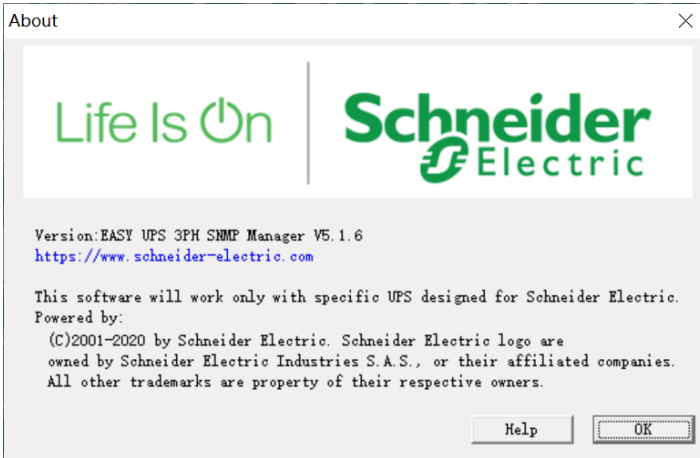 About
Life Is On
Schneider
Electric
Version:EASY UPS 3PH SNMP Manager V5.1.6
https://www.schneider-electric.com
This software will work only with specific UPS designed for Schneider Electric.
Powered by:
(C)2001-2020 by Schneider Electric. Schneider Electric logo are
owned by Schneider Electric Industries S.A.S., or their affiliated companies.
All other trademarks are property of their respective owners.
Help
OK